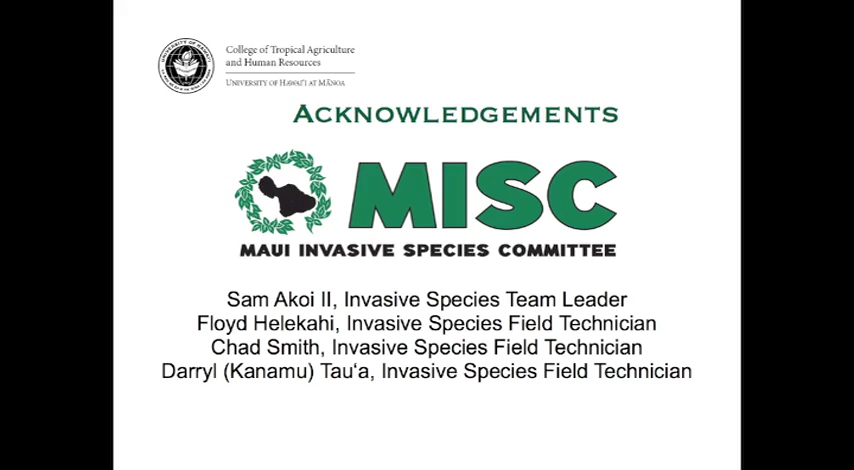 College of Tropical Agriculture
and Human Resources
UNIVERSITY OF HAWAIʻI AT MĀNOA
ACKNOWLEDGEMENTS
MISC
MAUI INVASIVE SPECIES COMMITTEE
Sam Akoi II, Invasive Species Team Leader
Floyd Helekahi, Invasive Species Field Technician
Chad Smith, Invasive Species Field Technician
Darryl (Kanamu) Tauʻa, Invasive Species Field Technician